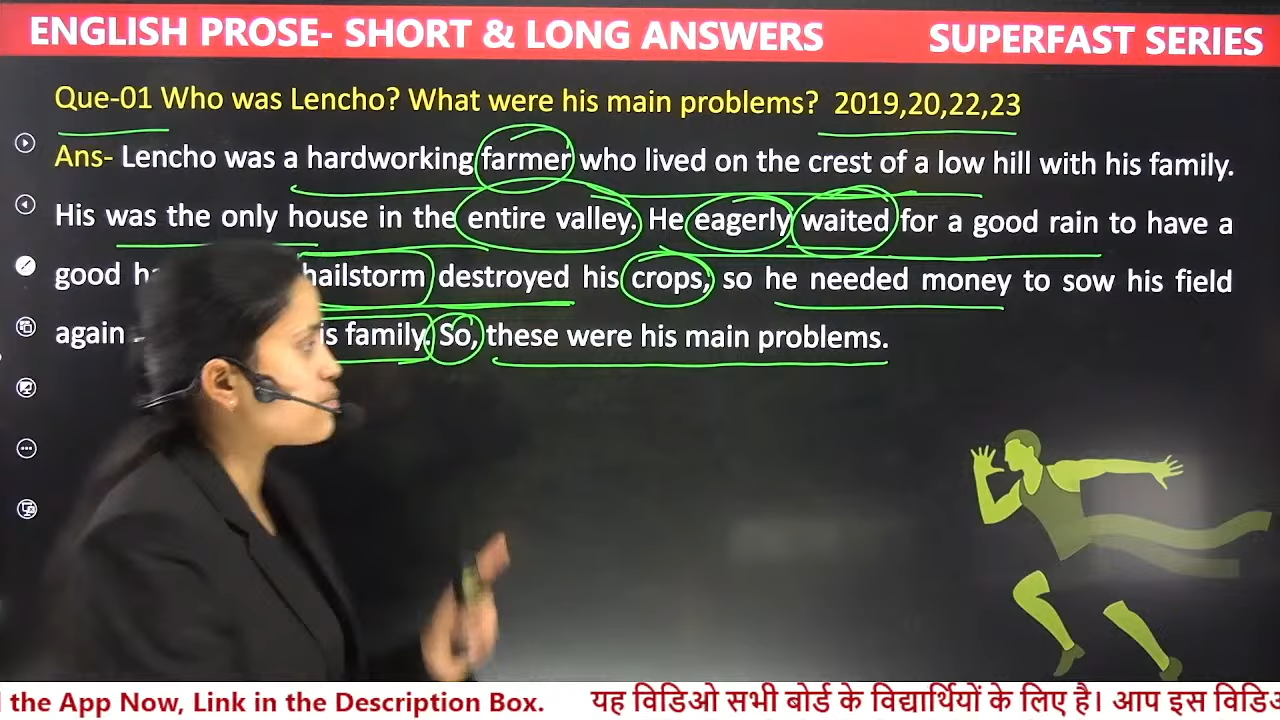 ENGLISH PROSE- SHORT & LONG ANSWERS SUPERFAST SERIES
Que-01 Who was Lencho? What were his main problems? 2019,20,22,23
Ans- Lencho was a hardworking farmer who lived on the crest of a low hill with his family.
His was the only house in the entire valley. He eagerly waited for a good rain to have a
good hailstorm destroyed his crops, so he needed money to sow his field
again family. So, these were his main problems.
the App Now, Link in the Description Box. यह विडिओ सभी बोर्ड के विद्यार्थियों के लिए है। आप इस